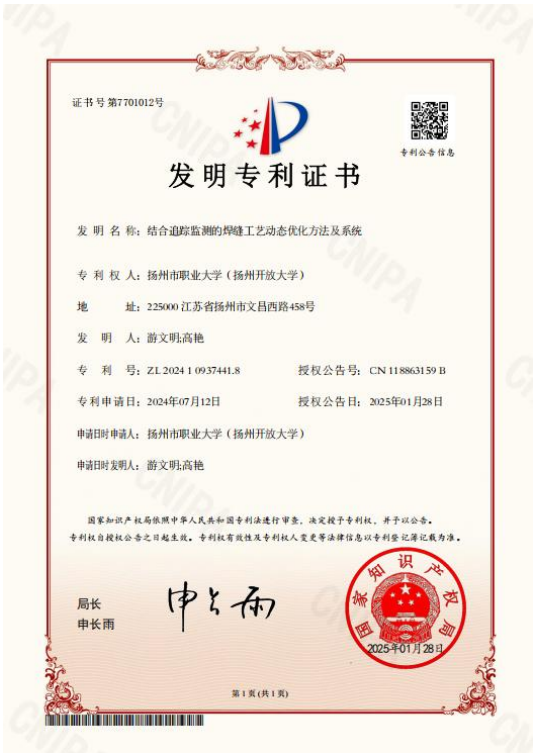 证书号第7701012号
专利公告信息
发明专利证书
发明名称：结合追踪监测的焊缝工艺动态优化方法及系统
专利权人：扬州市职业大学（扬州开放大学）
地址：225000 江苏省扬州市文昌西路458号
发明人：游文明;高艳
专利号：ZL 2024 1 0937441.8 授权公告号：CN 118863159 B
专利申请日：2024年07月12日 授权公告日：2025年01月28日
申请日时申请人：扬州市职业大学（扬州开放大学）
申请日时发明人：游文明;高艳
国家知识产权局依照中华人民共和国专利法进行审查，决定授予专利权，并予以公告。
专利权自授权公告之日起生效。专利权有效性及专利权人变更等法律信息以专利登记簿记载为准。
局长
申长雨
申长雨
国家知识产权局
2025年01月28日
第1页(共1页)
CNIPA
CNIPA
CNIPA
CNIPA